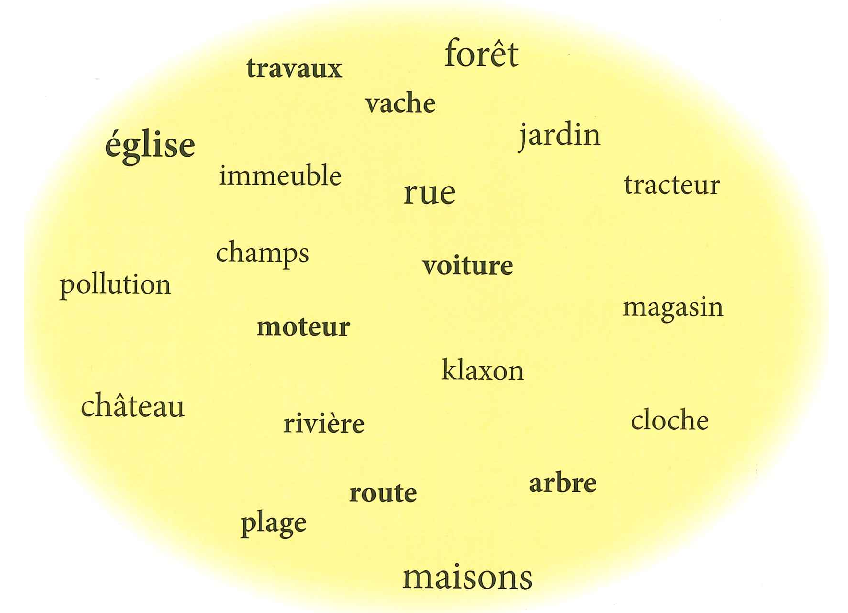 travaux
forêt
vache
jardin
église
immeuble
rue
tracteur
champs
voiture
pollution
magasin
moteur
klaxon
château
rivière
cloche
route
arbre
plage
maisons